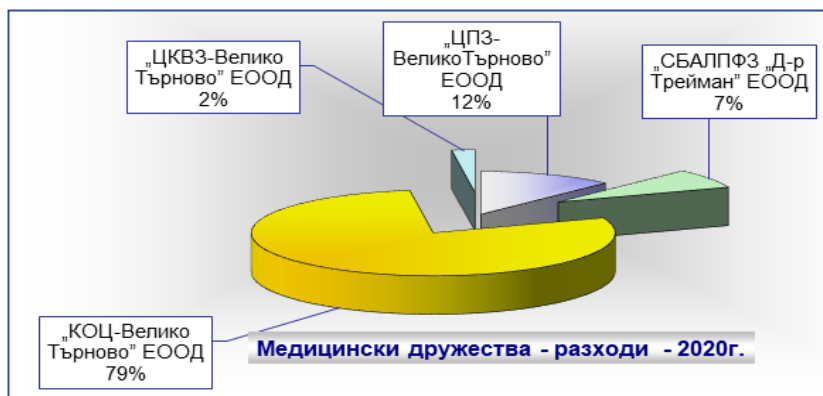 „ЦКВЗ-Велико
Търново” ЕООД
2%
„ЦПЗ-
ВеликоТърново”
ЕООД
12%
„СБАЛПФЗ „Д-р
Трейман” ЕООД
7%
„КОЦ-Велико
Търново” ЕООД
79%
Медицински дружества - разходи - 2020г.